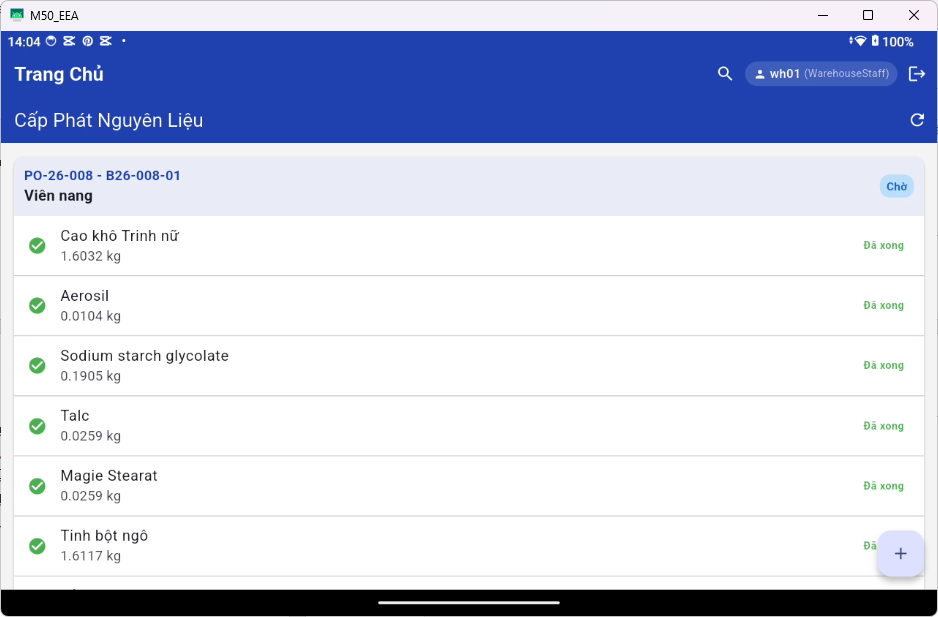 M50_EEA
14:04
100%
Trang Chủ
wh01 (WarehouseStaff)
Cấp Phát Nguyên Liệu
PO-26-008 - B26-008-01
Viên nang
Chờ
Cao khô Trinh nữ
1.6032 kg
Đã xong
Aerosil
0.0104 kg
Đã xong
Sodium starch glycolate
0.1905 kg
Đã xong
Talc
0.0259 kg
Đã xong
Magie Stearat
0.0259 kg
Đã xong
Tinh bột ngô
1.6117 kg
Đã